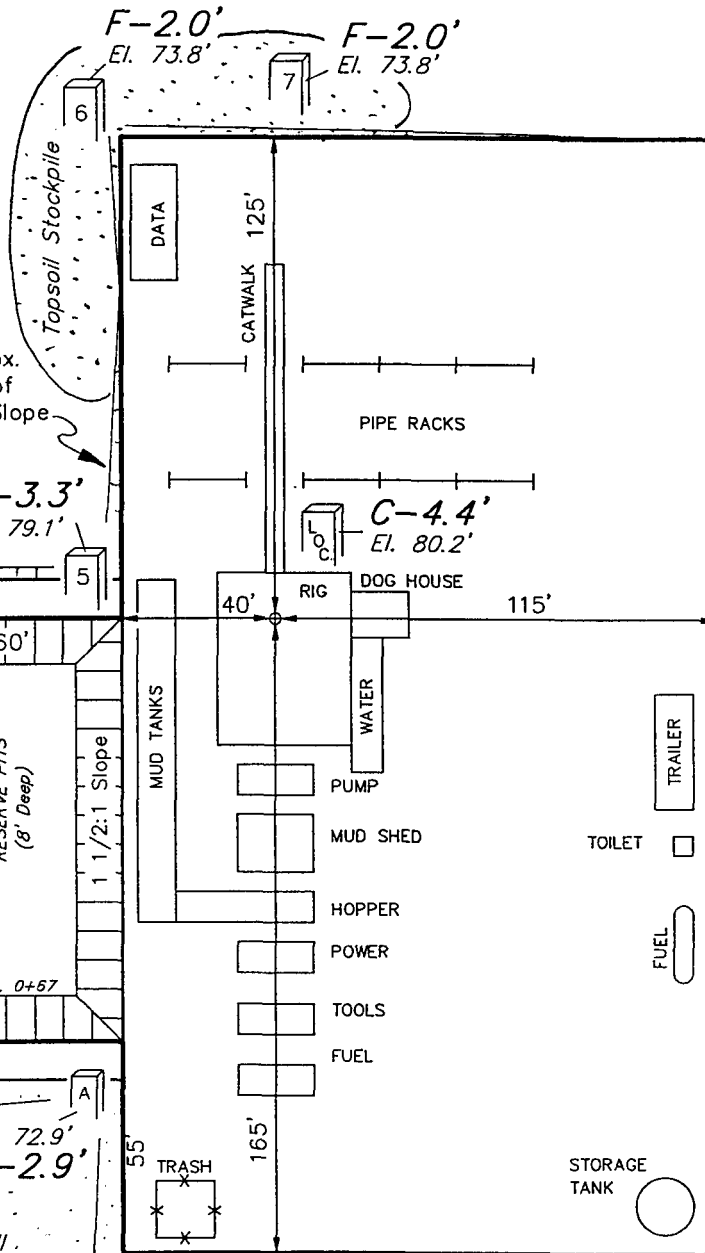 F-2.0'
El. 73.8'
F-2.0'
El. 73.8'
6
7
Topsoil Stockpile
DATA
125'
CATWALK
ox.
of
Slope
PIPE RACKS
-3.3'
79.1'
5
LOC.
C-4.4'
El. 80.2'
RIG
DOG HOUSE
60'
40'
115'
MUD TANKS
WATER
RESERVE PITS
(8' Deep)
1 1/2:1 Slope
TRAILER
PUMP
MUD SHED
TOILET
HOPPER
FUEL
POWER
0+67
TOOLS
FUEL
A
72.9'
-2.9'
55'
165'
TRASH
STORAGE
TANK